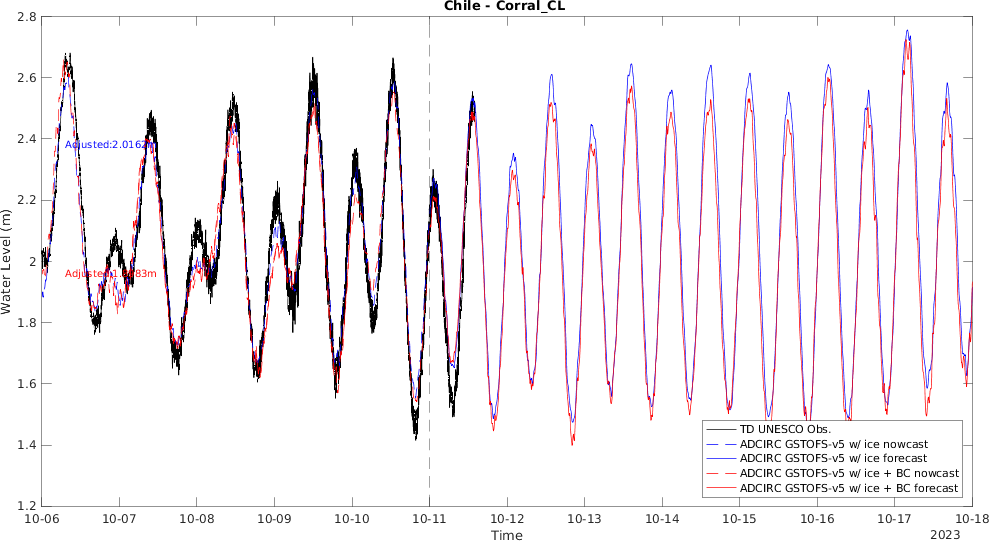 Chile - Corral_CL
2.8
2.6
2.4
2.2
2
1.8
1.6
1.4
1.2
Water Level (m)
Adjusted:2.0162m
TD UNESCO Obs.
ADCIRC GSTOFS-v5 w/ ice nowcast
ADCIRC GSTOFS-v5 w/ ice forecast
ADCIRC GSTOFS-v5 w/ ice + BC nowcast
ADCIRC GSTOFS-v5 w/ ice + BC forecast
10-06 10-07 10-08 10-09 10-10 10-11 10-12 10-13 10-14 10-15 10-16 10-17 10-18
Time
2023